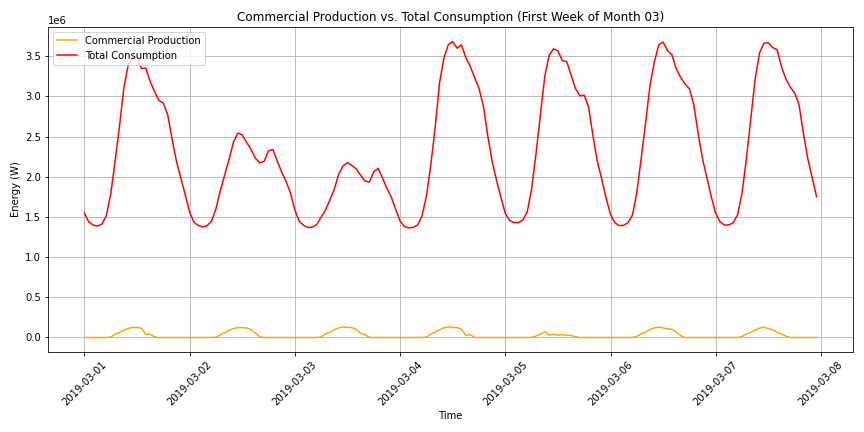 Commercial Production vs. Total Consumption (First Week of Month 03)
1e6
Commercial Production
Total Consumption
3.5
3.0
2.5
2.0
1.5
1.0
0.5
0.0
Energy (W)
2019-03-01
2019-03-02
2019-03-03
2019-03-04
2019-03-05
2019-03-06
2019-03-07
2019-03-08
Time